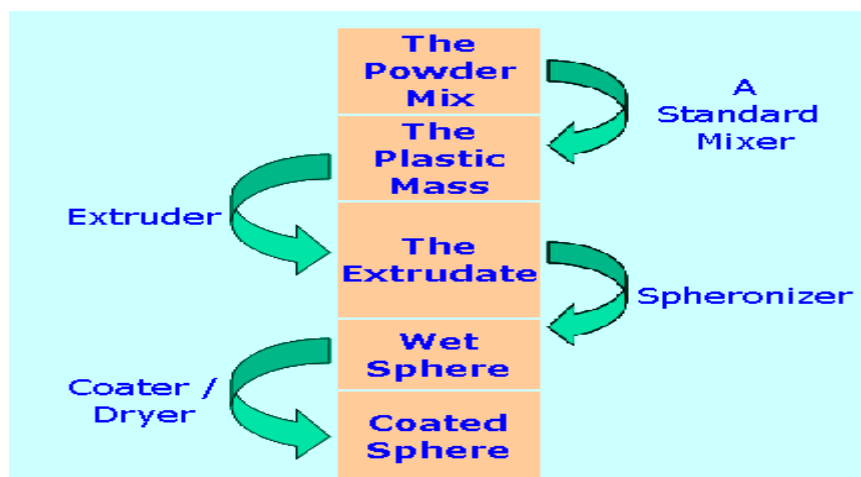 The
Powder
Mix
A
Standard
Mixer
The
Plastic
Mass
Extruder
The
Extrudate
Spheronizer
Wet
Sphere
Coater /
Dryer
Coated
Sphere